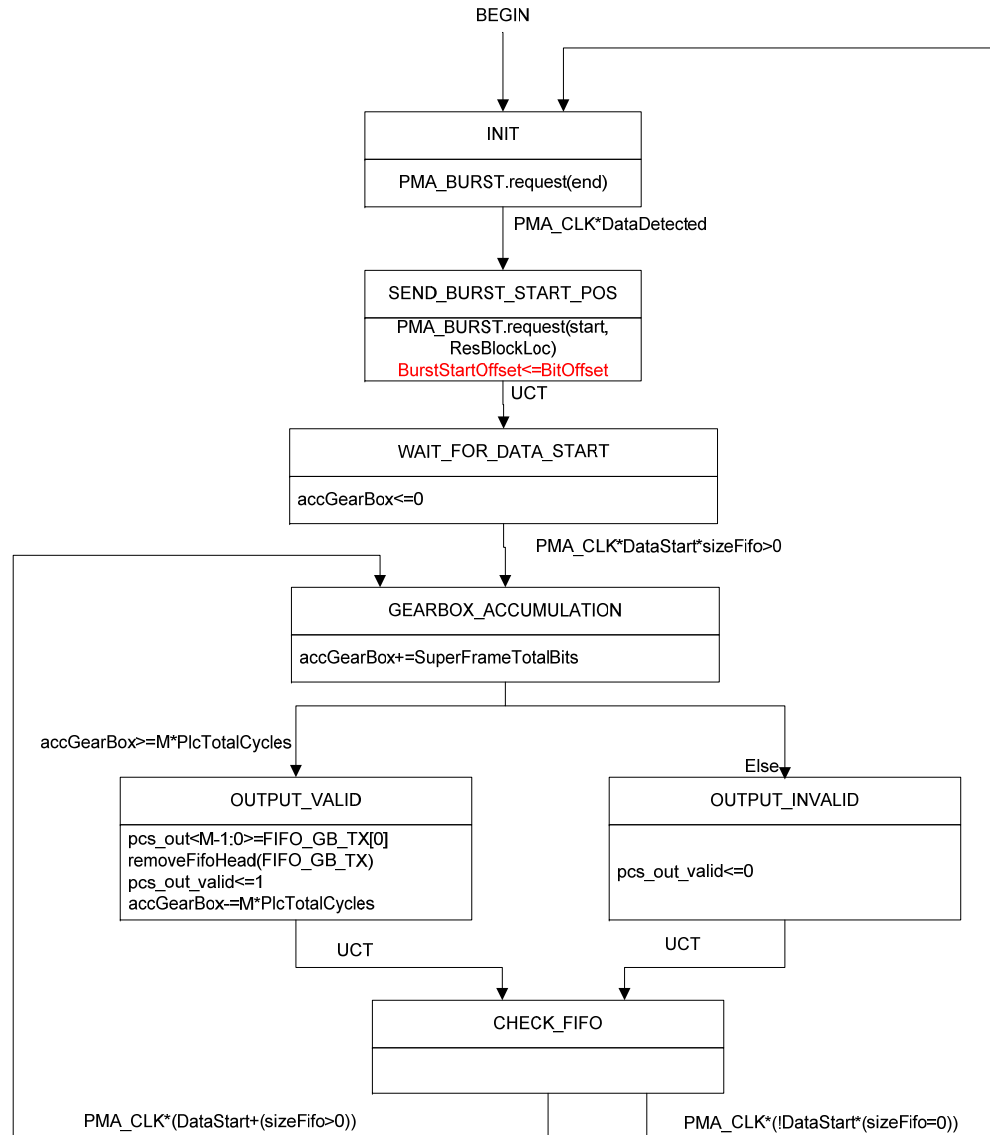 BEGIN
INIT
PMA_BURST.request(end)
PMA_CLK*DataDetected
SEND_BURST_START_POS
PMA_BURST.request(start,
ResBlockLoc)
BurstStartOffset<=BitOffset
UCT
WAIT_FOR_DATA_START
accGearBox<=0
PMA_CLK*DataStart*sizeFifo>0
GEARBOX_ACCUMULATION
accGearBox+=SuperFrameTotalBits
accGearBox>=M*PlcTotalCycles
Else
OUTPUT_VALID
pcs_out<M-1:0>=FIFO_GB_TX[0]
removeFifoHead(FIFO_GB_TX)
pcs_out_valid<=1
accGearBox-=M*PlcTotalCycles
OUTPUT_INVALID
pcs_out_valid<=0
UCT
UCT
CHECK_FIFO
PMA_CLK*(DataStart+(sizeFifo>0))
PMA_CLK*(!DataStart*(sizeFifo=0))